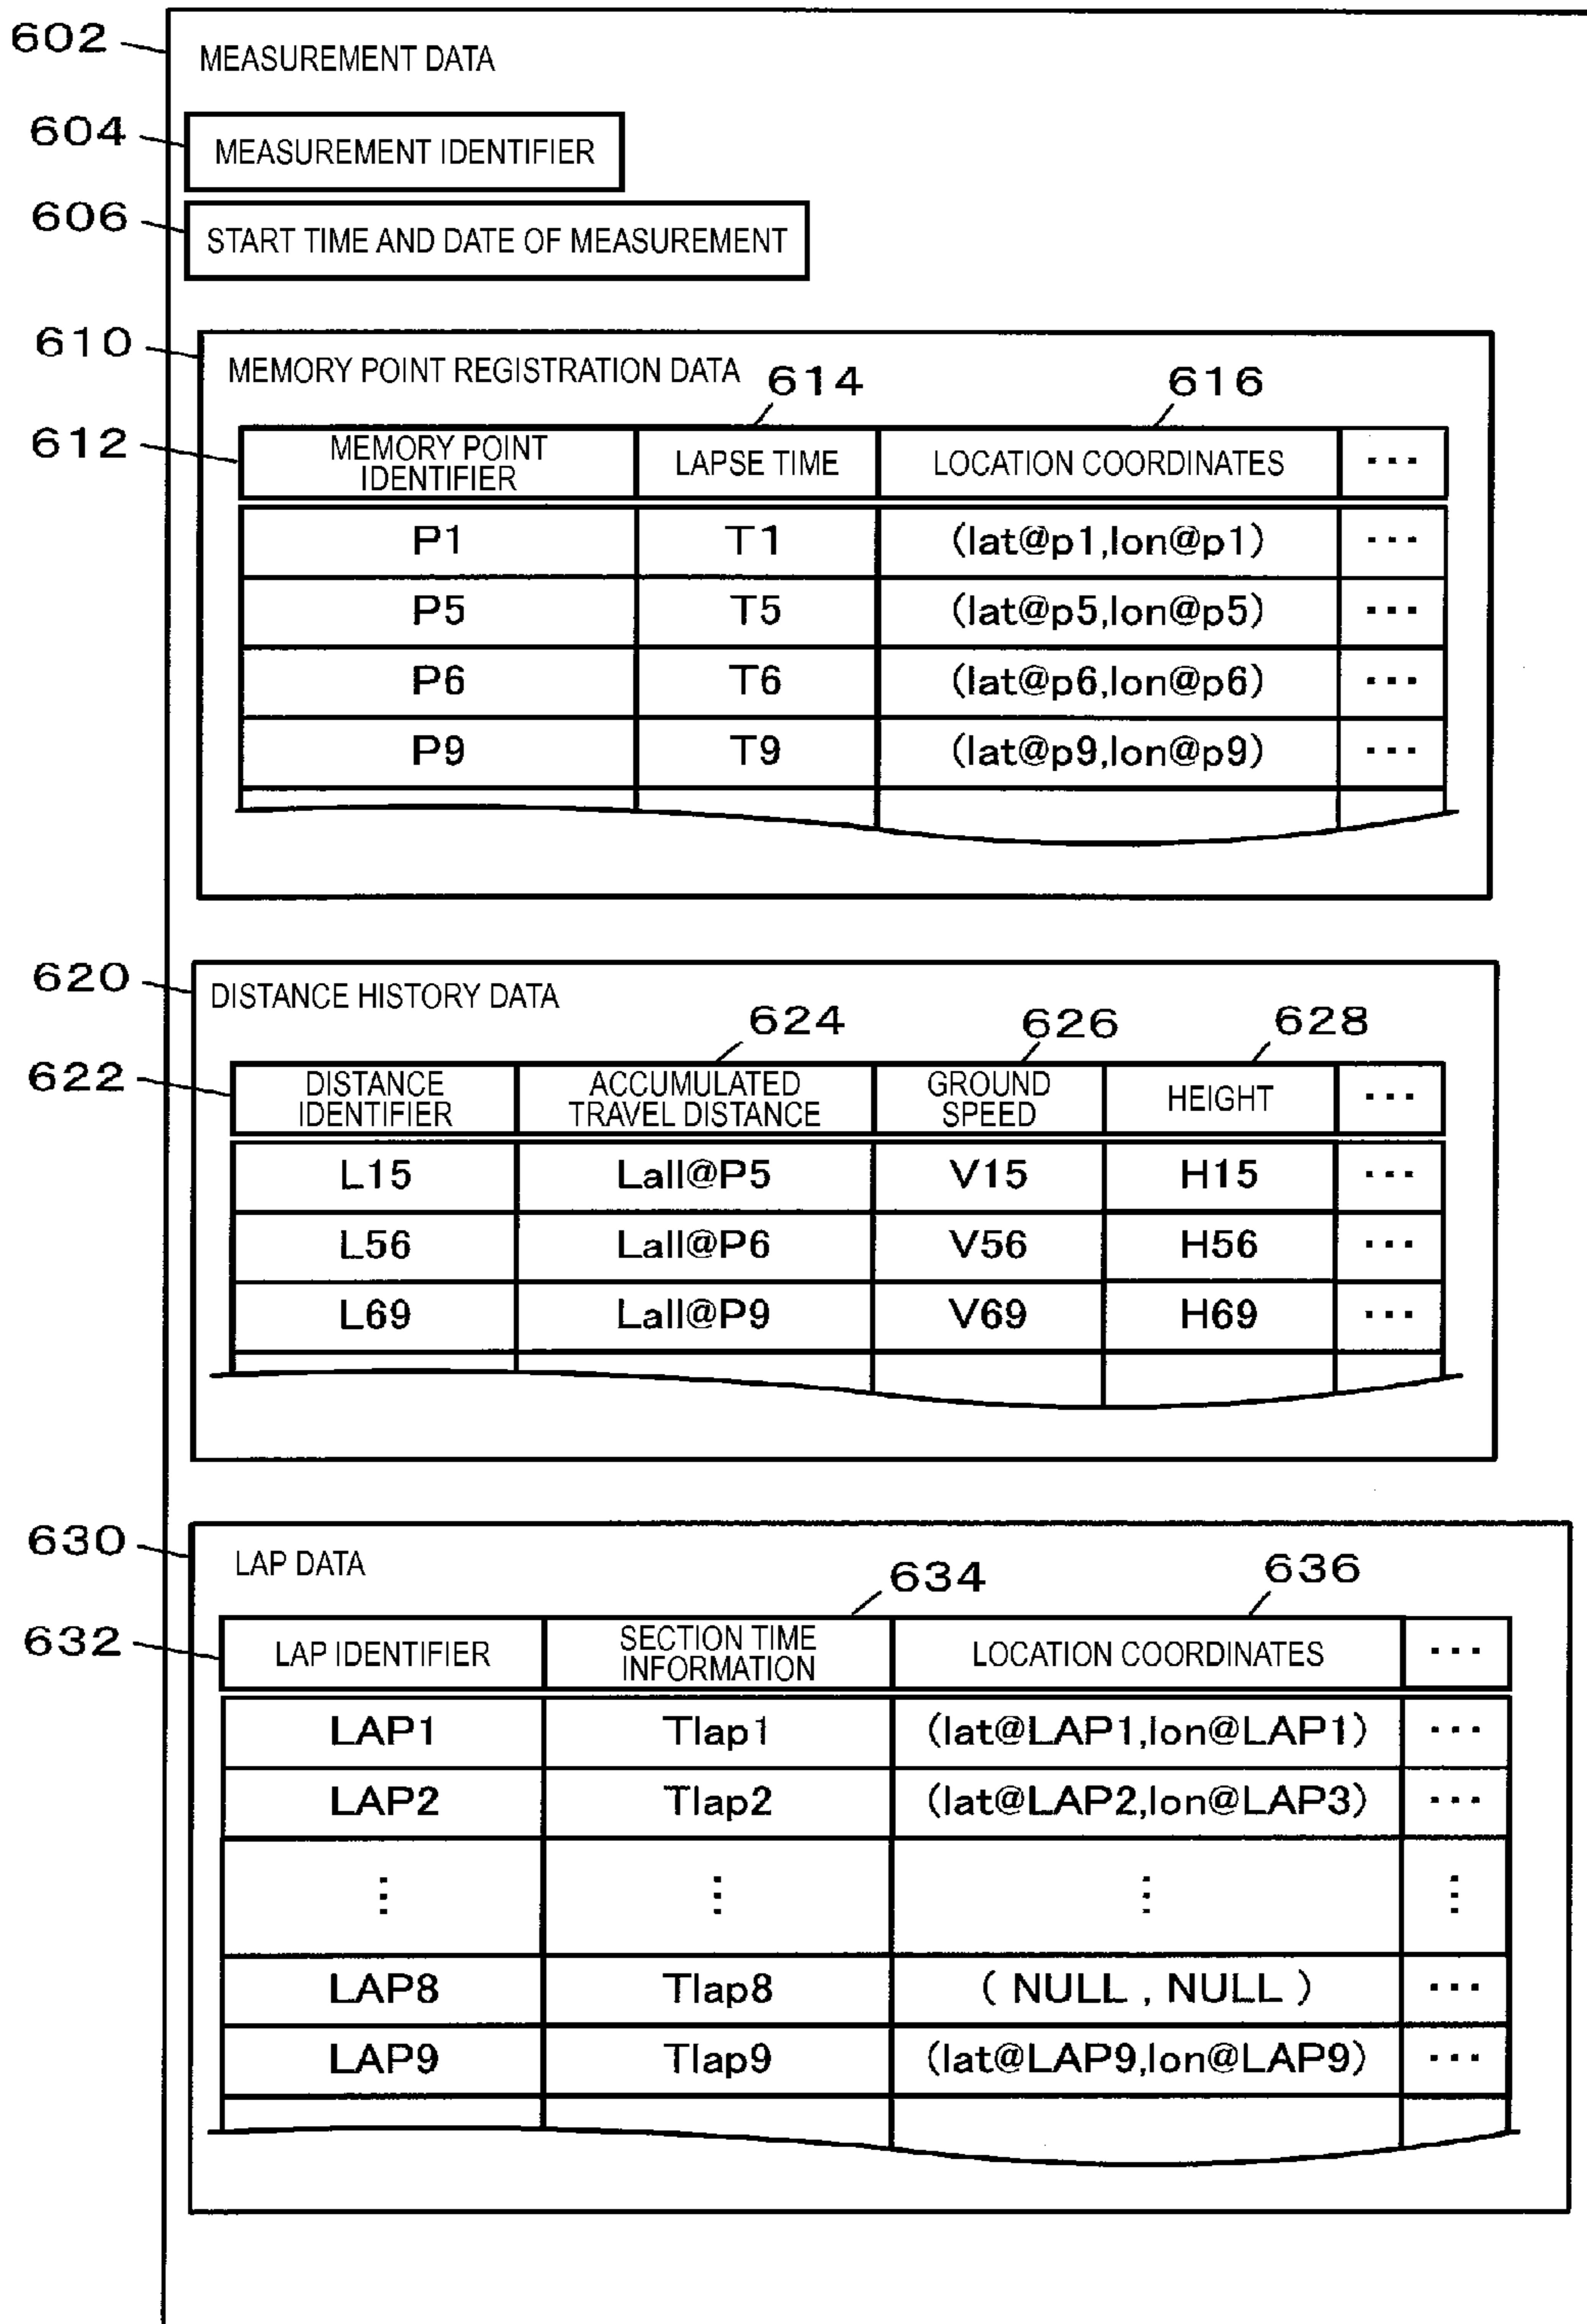 602
MEASUREMENT DATA
604
MEASUREMENT IDENTIFIER
606
START TIME AND DATE OF MEASUREMENT
610
MEMORY POINT REGISTRATION DATA
614
616
612
MEMORY POINT
IDENTIFIER
LAPSE TIME
LOCATION COORDINATES
...
P1 T1 (lat@p1,lon@p1) ...
P5 T5 (lat@p5,lon@p5) ...
P6 T6 (lat@p6,lon@p6) ...
P9 T9 (lat@p9,lon@p9) ...
620
DISTANCE HISTORY DATA
624
626
628
622
DISTANCE
IDENTIFIER
ACCUMULATED
TRAVEL DISTANCE
GROUND
SPEED
HEIGHT
...
L15 Lall@P5 V15 H15 ...
L56 Lall@P6 V56 H56 ...
L69 Lall@P9 V69 H69 ...
630
LAP DATA
634
636
632
LAP IDENTIFIER
SECTION TIME
INFORMATION
LOCATION COORDINATES
...
LAP1 Tlap1 (lat@LAP1,lon@LAP1) ...
LAP2 Tlap2 (lat@LAP2,lon@LAP3) ...
⋮ ⋮ ⋮ ⋮
LAP8 Tlap8 ( NULL , NULL ) ...
LAP9 Tlap9 (lat@LAP9,lon@LAP9) ...